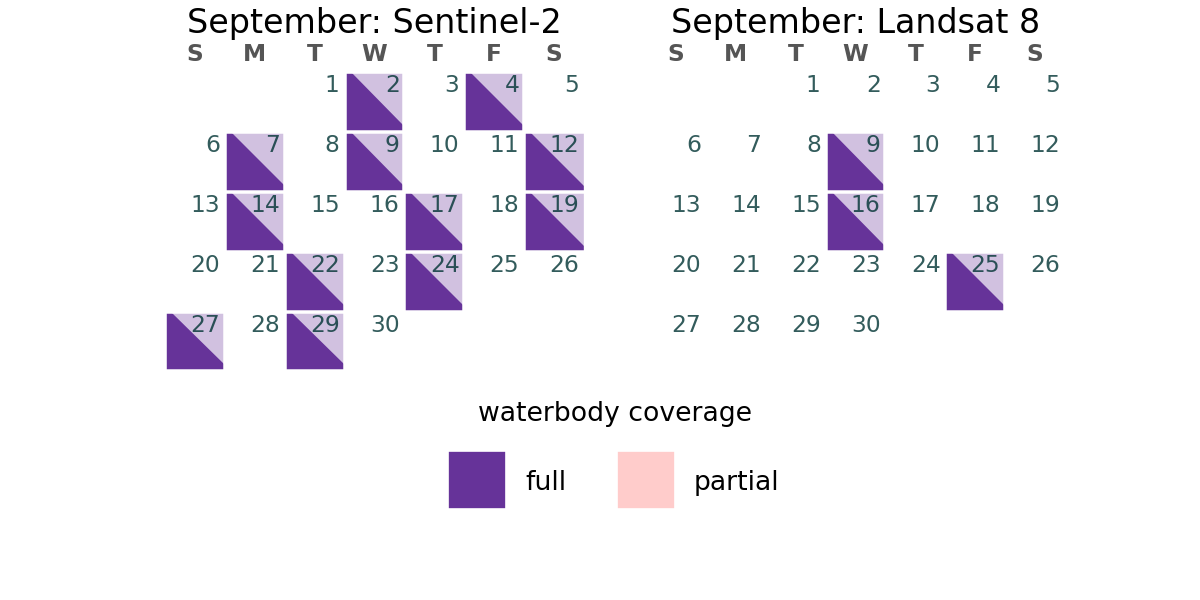 September: Sentinel-2
S M T W T F S
1 2 3 4 5
6 7 8 9 10 11 12
13 14 15 16 17 18 19
20 21 22 23 24 25 26
27 28 29 30
September: Landsat 8
S M T W T F S
1 2 3 4 5
6 7 8 9 10 11 12
13 14 15 16 17 18 19
20 21 22 23 24 25 26
27 28 29 30
waterbody coverage
full partial